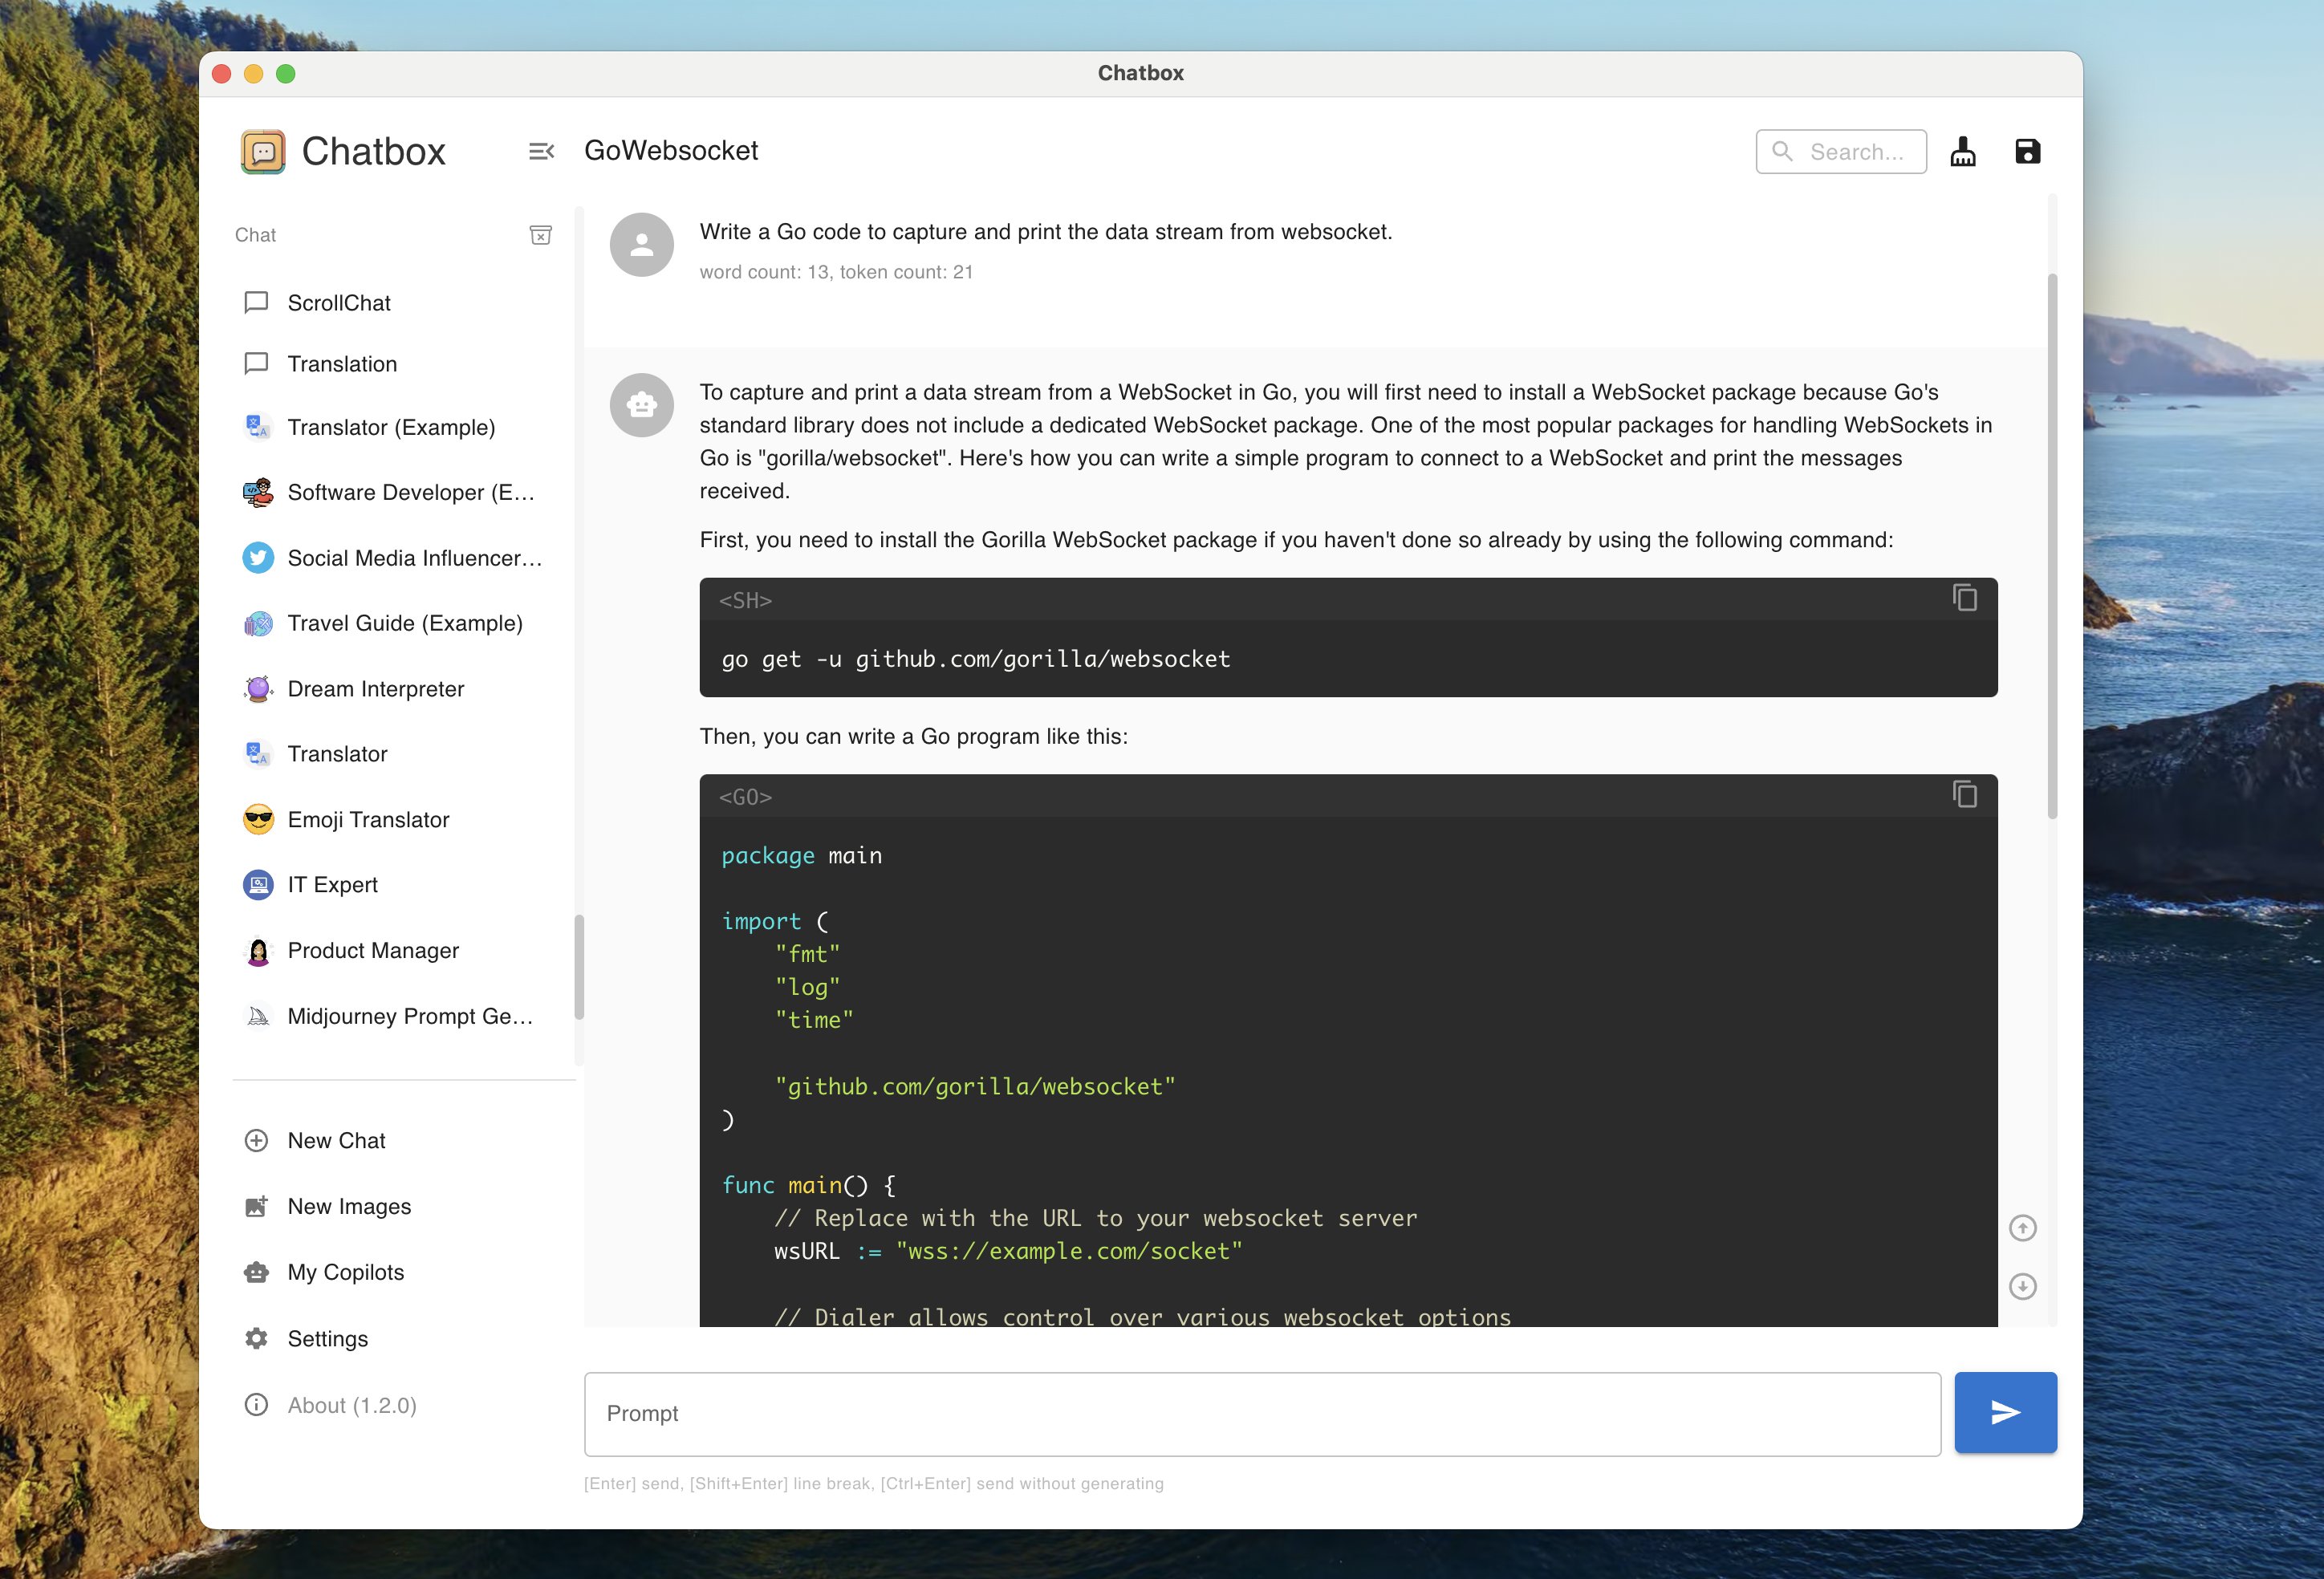 Chatbox
Chatbox
GoWebsocket
Search...
Chat
ScrollChat
Translation
Translator (Example)
Software Developer (E...
Social Media Influencer...
Travel Guide (Example)
Dream Interpreter
Translator
Emoji Translator
IT Expert
Product Manager
Midjourney Prompt Ge...
New Chat
New Images
My Copilots
Settings
About (1.2.0)
Write a Go code to capture and print the data stream from websocket.
word count: 13, token count: 21
To capture and print a data stream from a WebSocket in Go, you will first need to install a WebSocket package because Go's
standard library does not include a dedicated WebSocket package. One of the most popular packages for handling WebSockets in
Go is "gorilla/websocket". Here's how you can write a simple program to connect to a WebSocket and print the messages
received.
First, you need to install the Gorilla WebSocket package if you haven't done so already by using the following command:
<SH>
go get -u github.com/gorilla/websocket
Then, you can write a Go program like this:
<GO>
package main
import (
"fmt"
"log"
"time"
"github.com/gorilla/websocket"
)
func main() {
// Replace with the URL to your websocket server
wsURL := "wss://example.com/socket"
// Dialer allows control over various websocket options
Prompt
[Enter] send, [Shift+Enter] line break, [Ctrl+Enter] send without generating